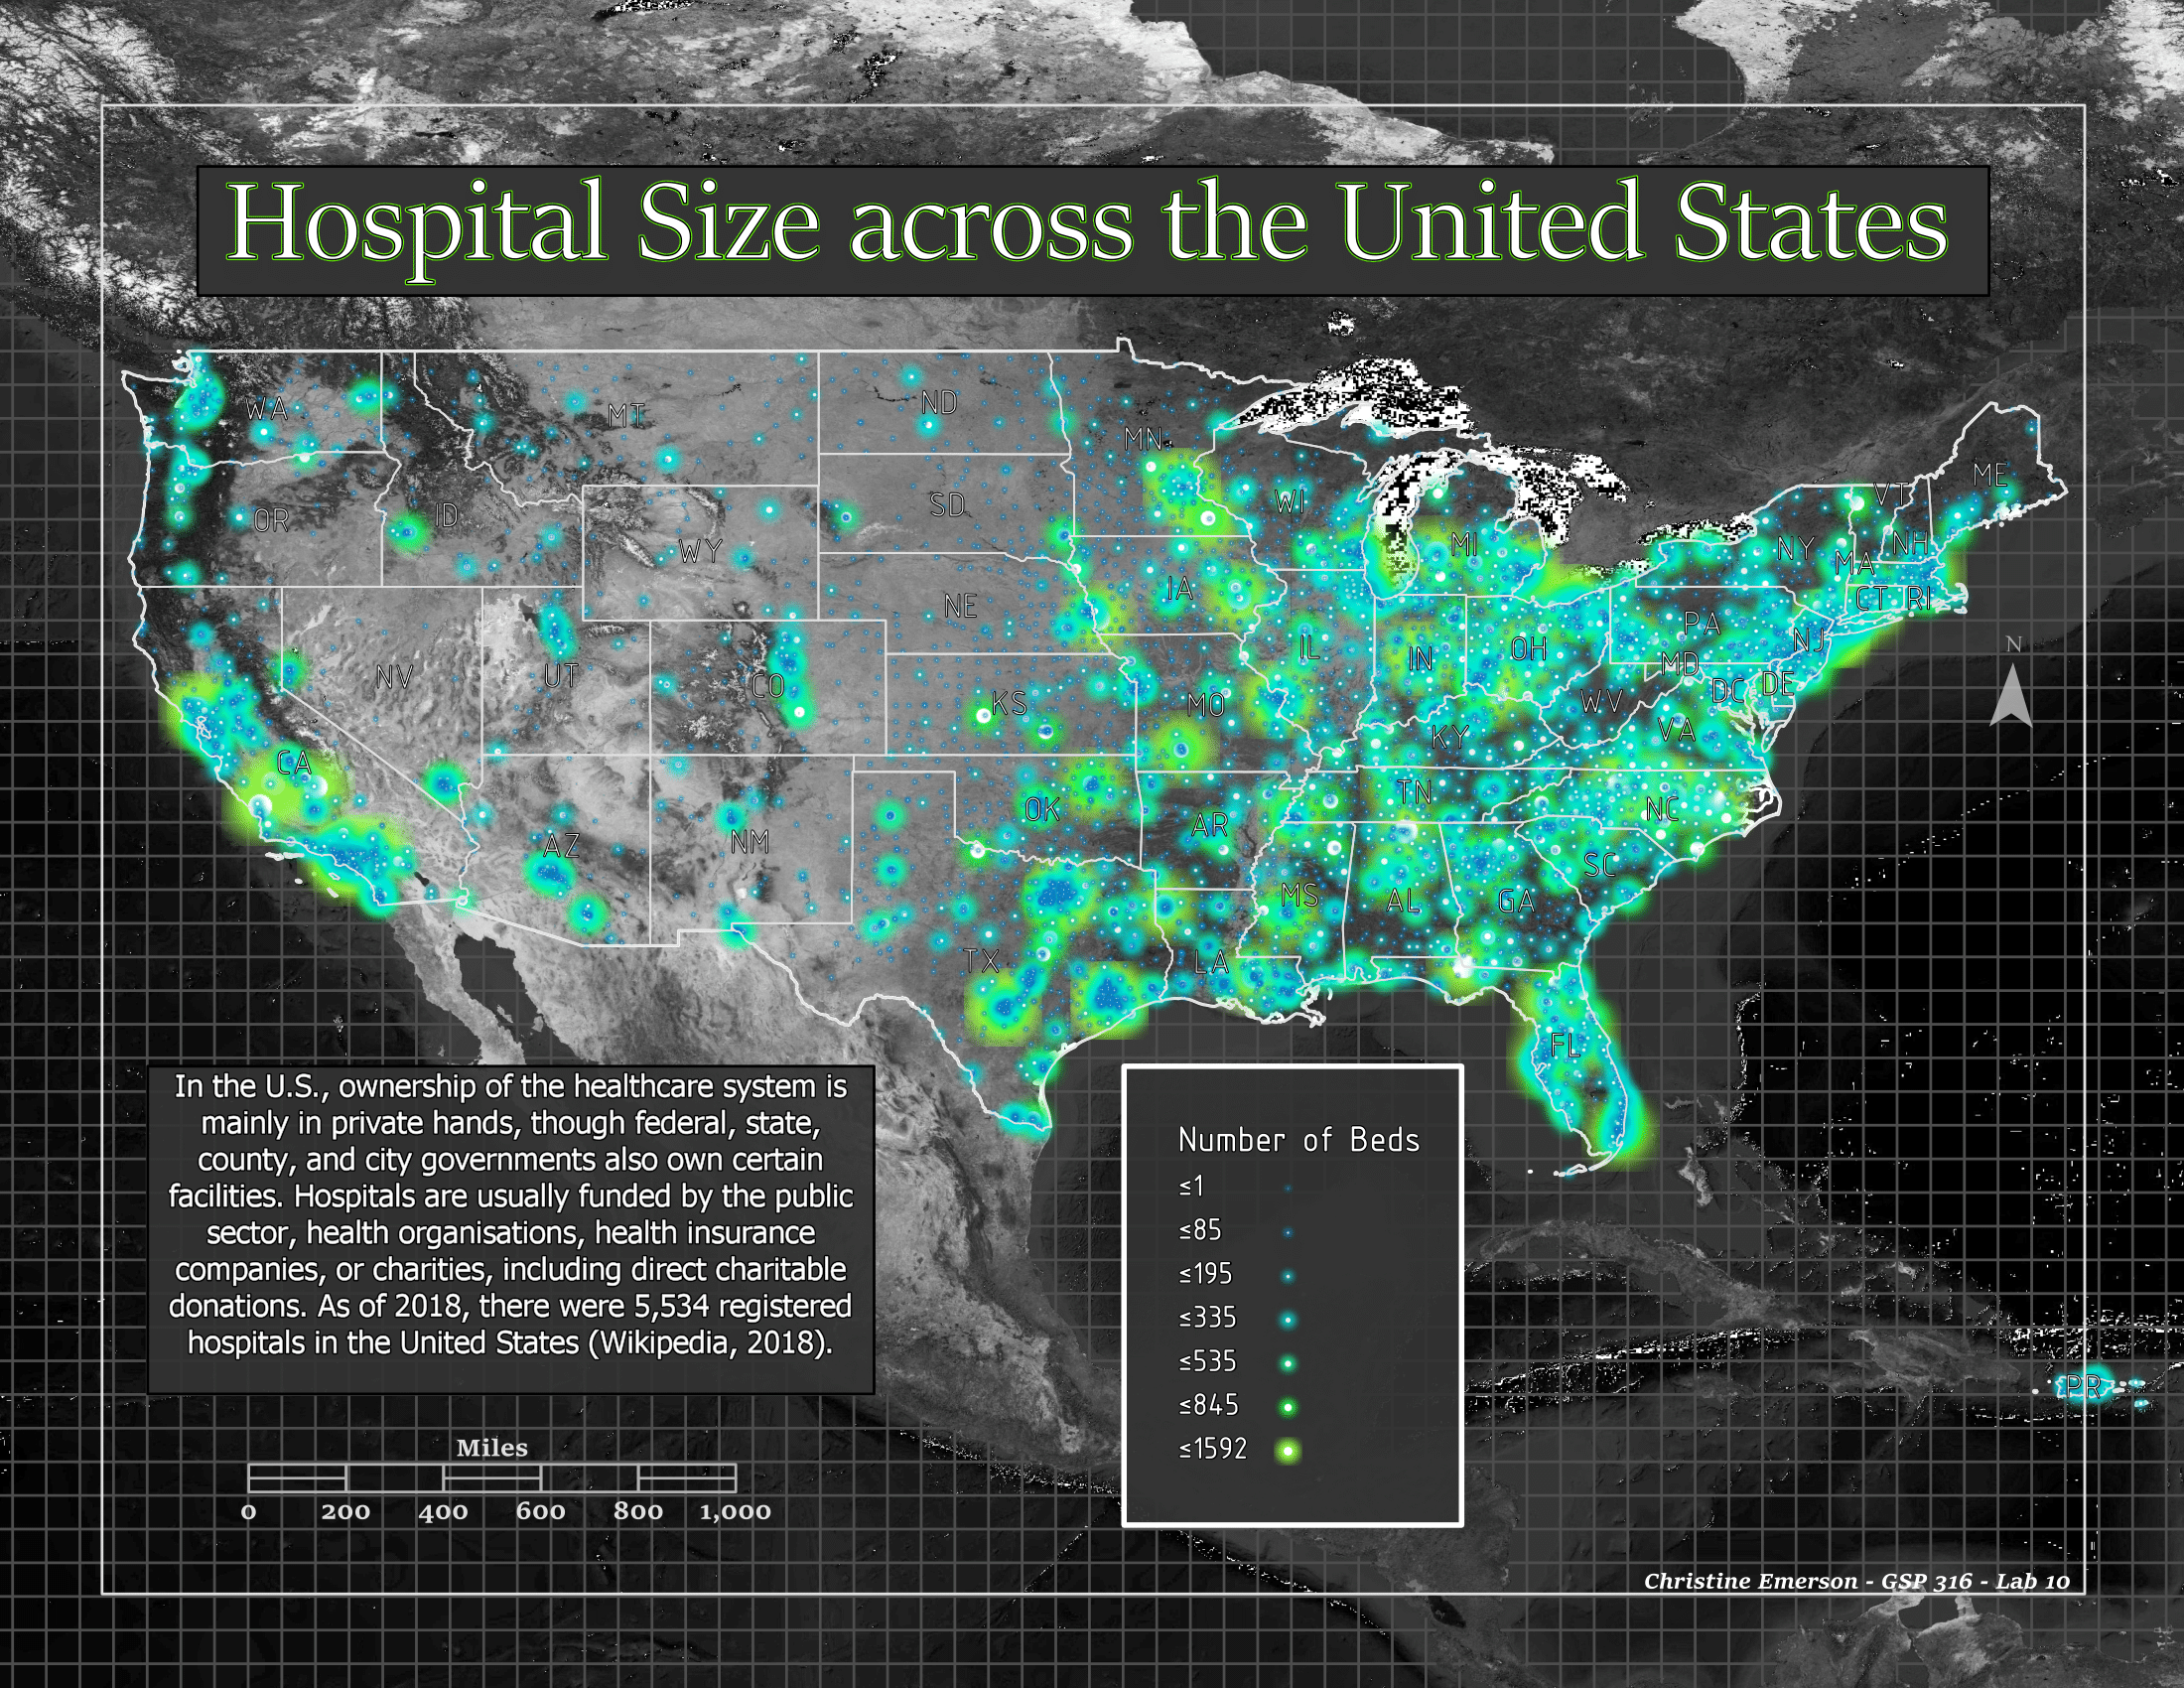 Hospital Size across the United States
WA
MT
ND
MN
ME
VT
OR
ID
SD
WI
WY
MI
NY
NH
MA
IA
NE
CT
RI
NV
UT
CO
KS
MO
IL
IN
OH
PA
NJ
MD
DE
DC
WV
VA
KY
CA
AZ
NM
OK
AR
TN
NC
SC
MS
AL
GA
TX
LA
FL
PR
N
In the U.S., ownership of the healthcare system is
mainly in private hands, though federal, state,
county, and city governments also own certain
facilities. Hospitals are usually funded by the public
sector, health organisations, health insurance
companies, or charities, including direct charitable
donations. As of 2018, there were 5,534 registered
hospitals in the United States (Wikipedia, 2018).
Number of Beds
≤1
≤85
≤195
≤335
≤535
≤845
≤1592
Miles
0 200 400 600 800 1,000
Christine Emerson - GSP 316 - Lab 10